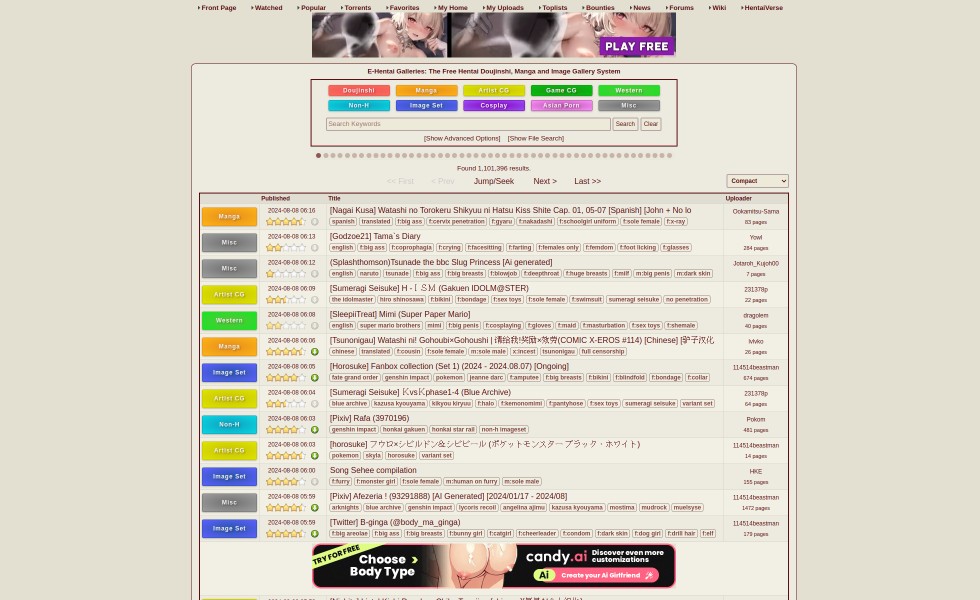 Front Page Watched Popular Torrents Favorites My Home My Uploads Toplists Bounties News Forums Wiki HentaiVerse
PLAY FREE
E-Hentai Galleries: The Free Hentai Doujinshi, Manga and Image Gallery System
Doujinshi Manga Artist CG Game CG Western
Non-H Image Set Cosplay Asian Porn Misc
Search Keywords Search Clear
[Show Advanced Options] [Show File Search]
Found 1,101,396 results.
<< First < Prev Jump/Seek Next > Last >> Compact
Published Title Uploader
Manga 2024-08-08 06:16 [Nagai Kusa] Watashi no Torokeru Shikyuu ni Hatsu Kiss Shite Cap. 01, 05-07 [Spanish] [John + No lo Ookamitsu-Sama
spanish translated f:big ass f:cervix penetration f:gyaru f:nakadashi f:schoolgirl uniform f:sole female f:x-ray 83 pages
Misc 2024-08-08 06:13 [Godzoe21] Tama`s Diary Yowl
english f:big ass f:coprophagia f:crying f:facesitting f:farting f:females only f:femdom f:foot licking f:glasses 284 pages
Misc 2024-08-08 06:12 (Splashthomson)Tsunade the bbc Slug Princess [Ai generated] Jotaroh_Kujoh00
english naruto tsunade f:big ass f:big breasts f:blowjob f:deepthroat f:huge breasts f:milf m:big penis m:dark skin 7 pages
Artist CG 2024-08-08 06:09 [Sumeragi Seisuke] H - ＩＳＭ (Gakuen IDOLM@STER) 231378p
the idolmaster hiro shinosawa f:bikini f:bondage f:sex toys f:sole female f:swimsuit sumeragi seisuke no penetration 22 pages
Western 2024-08-08 06:08 [SleepiiTreat] Mimi (Super Paper Mario) dragolem
english super mario brothers mimi f:big penis f:cosplaying f:gloves f:maid f:masturbation f:sex toys f:shemale 40 pages
Manga 2024-08-08 06:06 [Tsunonigau] Watashi ni! Gohoubi×Gohoushi | 请给我!奖励×效劳(COMIC X-EROS #114) [Chinese] [驴子汉化 lvivko
chinese translated f:cousin f:sole female m:sole male x:incest tsunonigau full censorship 26 pages
Image Set 2024-08-08 06:05 [Horosuke] Fanbox collection (Set 1) (2024 - 2024.08.07) [Ongoing] 114514beastman
fate grand order genshin impact pokemon jeanne darc f:amputee f:big breasts f:bikini f:blindfold f:bondage f:collar 674 pages
Artist CG 2024-08-08 06:04 [Sumeragi Seisuke] ＫvsＫphase1-4 (Blue Archive) 231378p
blue archive kazusa kyouyama kikyou kiryuu f:halo f:kemonomimi f:pantyhose f:sex toys sumeragi seisuke variant set 64 pages
Non-H 2024-08-08 06:03 [Pixiv] Rafa (3970196) Pokom
genshin impact honkai gakuen honkai star rail non-h imageset 481 pages
Artist CG 2024-08-08 06:03 [horosuke] フウロ×シビルドン&シビビール (ポケットモンスター ブラック・ホワイト) 114514beastman
pokemon skyla horosuke variant set 14 pages
Image Set 2024-08-08 06:00 Song Sehee compilation HKE
f:furry f:monster girl f:sole female m:human on furry m:sole male 155 pages
Misc 2024-08-08 05:59 [Pixiv] Afezeria ! (93291888) [AI Generated] [2024/01/17 - 2024/08] 114514beastman
arknights blue archive genshin impact lycoris recoil angelina ajimu kazusa kyouyama mostima mudrock muelsyse 1472 pages
Image Set 2024-08-08 05:59 [Twitter] B-ginga (@body_ma_ginga) 114514beastman
f:big areolae f:big ass f:big breasts f:bunny girl f:catgirl f:cheerleader f:condom f:dark skin f:dog girl f:drill hair f:elf 179 pages
TRY FOR FREE Choose > Body Type candy.ai Discover even more customizations
Ai Create your AI Girlfriend